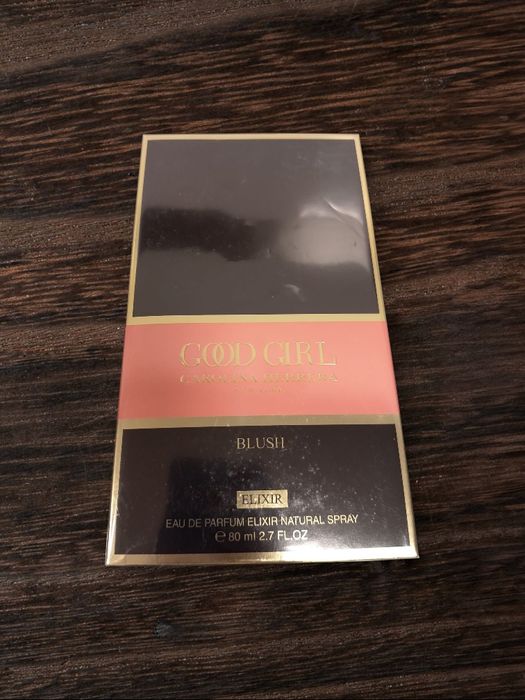 GOOD GIRL
CAROLINA HERRERA
BLUSH
ELIXIR
EAU DE PARFUM ELIXIR NATURAL SPRAY
℮ 80 ml 2.7 FL.OZ